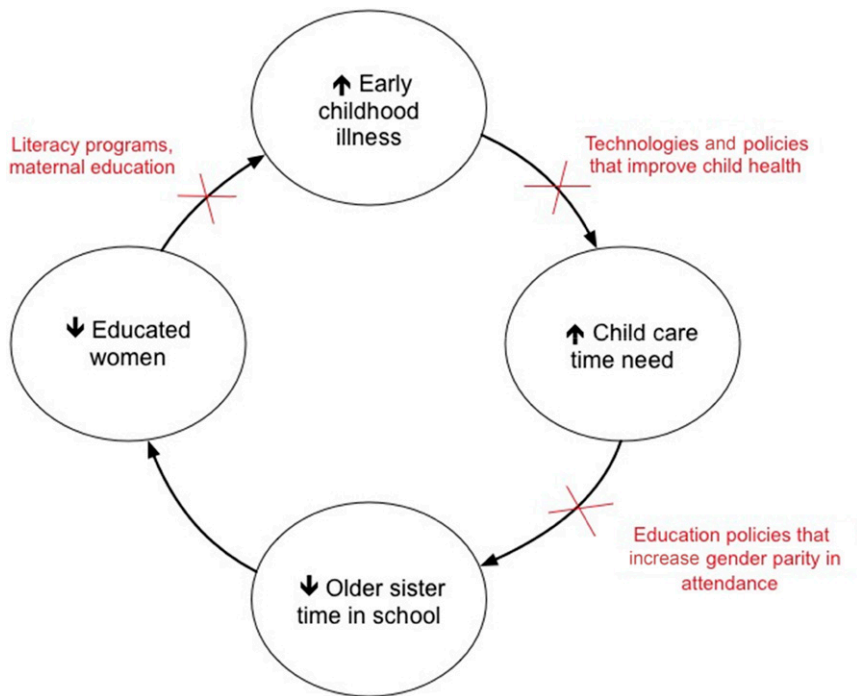 ↑ Early
childhood
illness
Literacy programs,
maternal education
Technologies and policies
that improve child health
↓ Educated
women
↑ Child care
time need
↓ Older sister
time in school
Education policies that
increase gender parity in
attendance